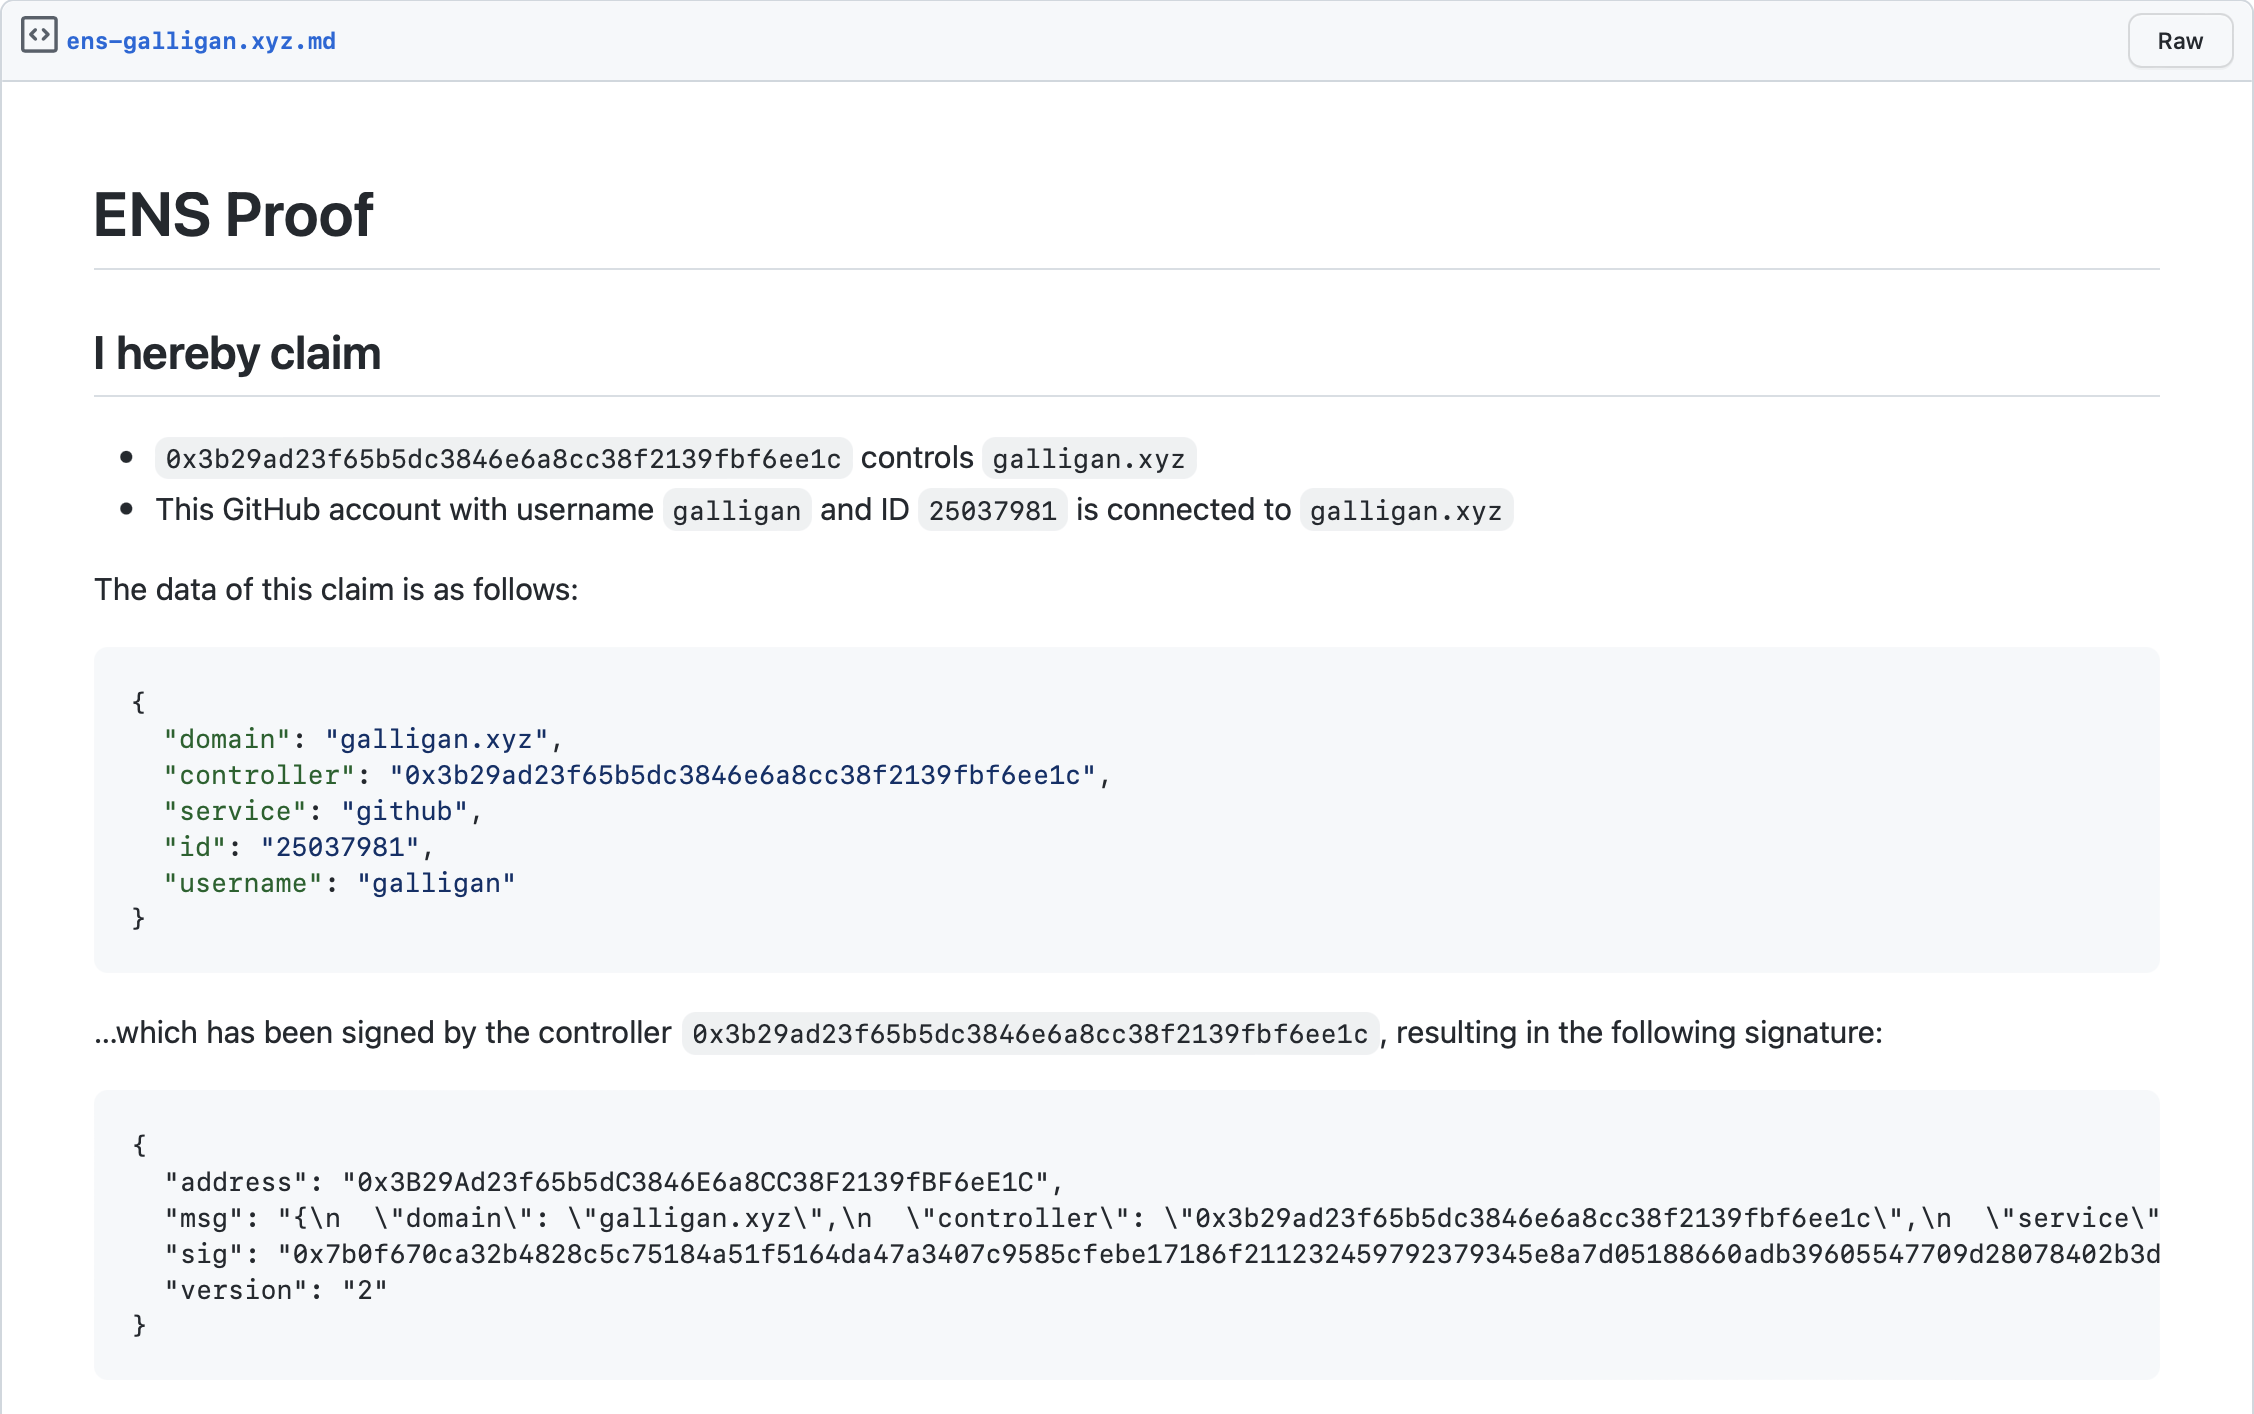 ens-galligan.xyz.md
Raw
ENS Proof
I hereby claim
• 0x3b29ad23f65b5dc3846e6a8cc38f2139fbf6ee1c controls galligan.xyz
• This GitHub account with username galligan and ID 25037981 is connected to galligan.xyz
The data of this claim is as follows:
{
  "domain": "galligan.xyz",
  "controller": "0x3b29ad23f65b5dc3846e6a8cc38f2139fbf6ee1c",
  "service": "github",
  "id": "25037981",
  "username": "galligan"
}
...which has been signed by the controller 0x3b29ad23f65b5dc3846e6a8cc38f2139fbf6ee1c, resulting in the following signature:
{
  "address": "0x3B29Ad23f65b5dC3846E6a8CC38F2139fBF6eE1C",
  "msg": "{\n  \"domain\": \"galligan.xyz\",\n  \"controller\": \"0x3b29ad23f65b5dc3846e6a8cc38f2139fbf6ee1c\",\n  \"service\"
  "sig": "0x7b0f670ca32b4828c5c75184a51f5164da47a3407c9585cfebe17186f211232459792379345e8a7d05188660adb39605547709d28078402b3d
  "version": "2"
}